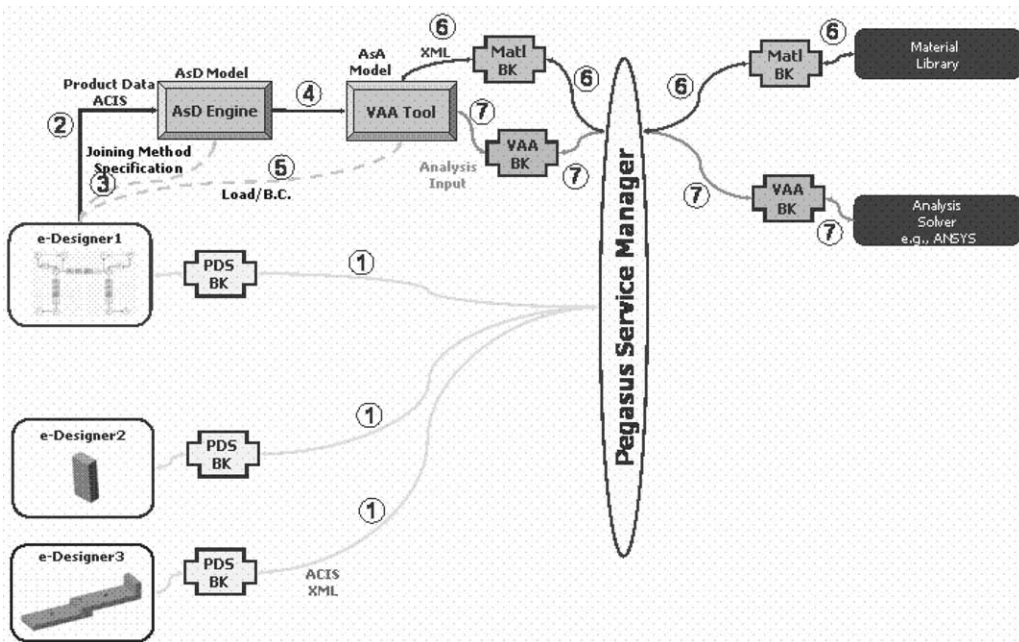 AsD Model
AsD Engine
Product Data
ACIS
2
Joining Method
Specification
3
4
5
Load/B.C.
AsA
Model
VAA Tool
6
XML
Matl
BK
6
7
VAA
BK
7
Analysis
Input
Pegasus Service Manager
6
Matl
BK
6
Material
Library
7
VAA
BK
7
Analysis
Solver
e.g., ANSYS
e-Designer1
PDS
BK
1
e-Designer2
PDS
BK
1
e-Designer3
PDS
BK
1
ACIS
XML